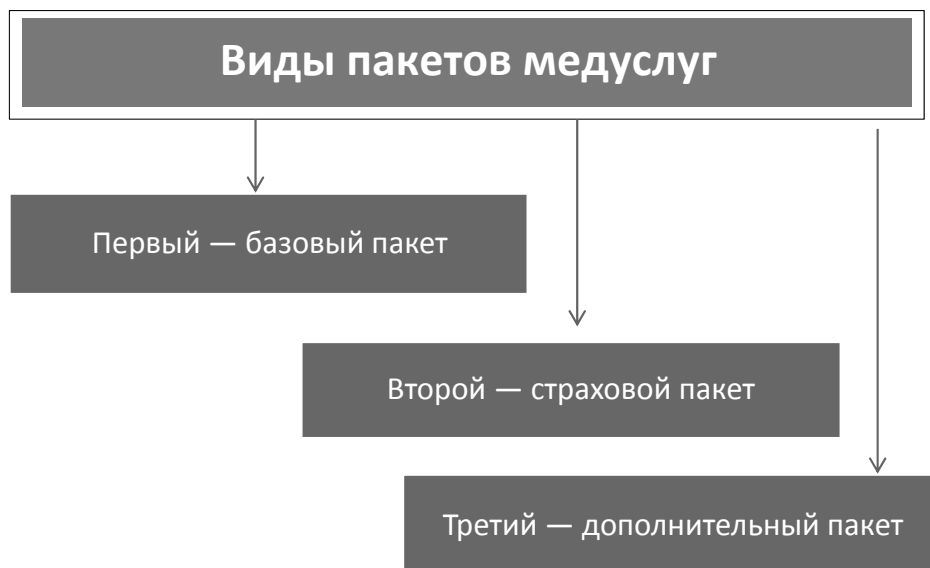 Виды пакетов медуслуг
Первый — базовый пакет
Второй — страховой пакет
Третий — дополнительный пакет